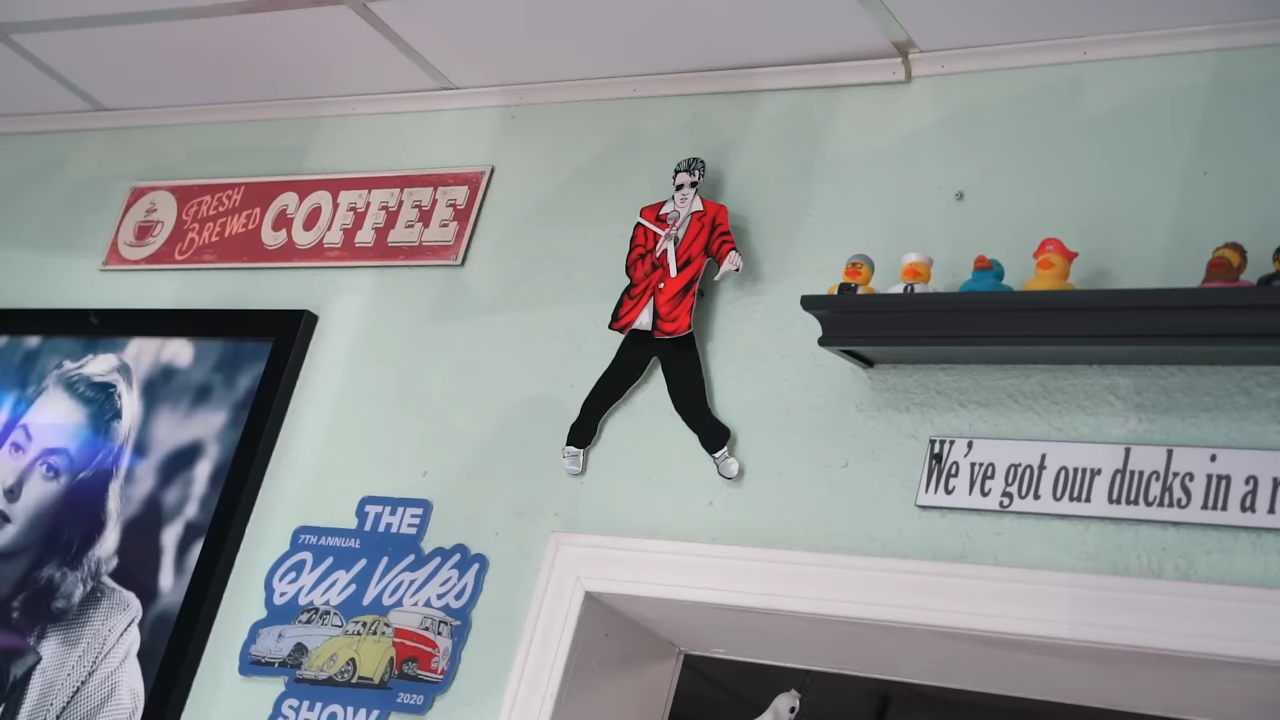 FRESH
BREWED
COFFEE
We've got our ducks in a r
THE
7TH ANNUAL
Old Volks
2020
SHOW